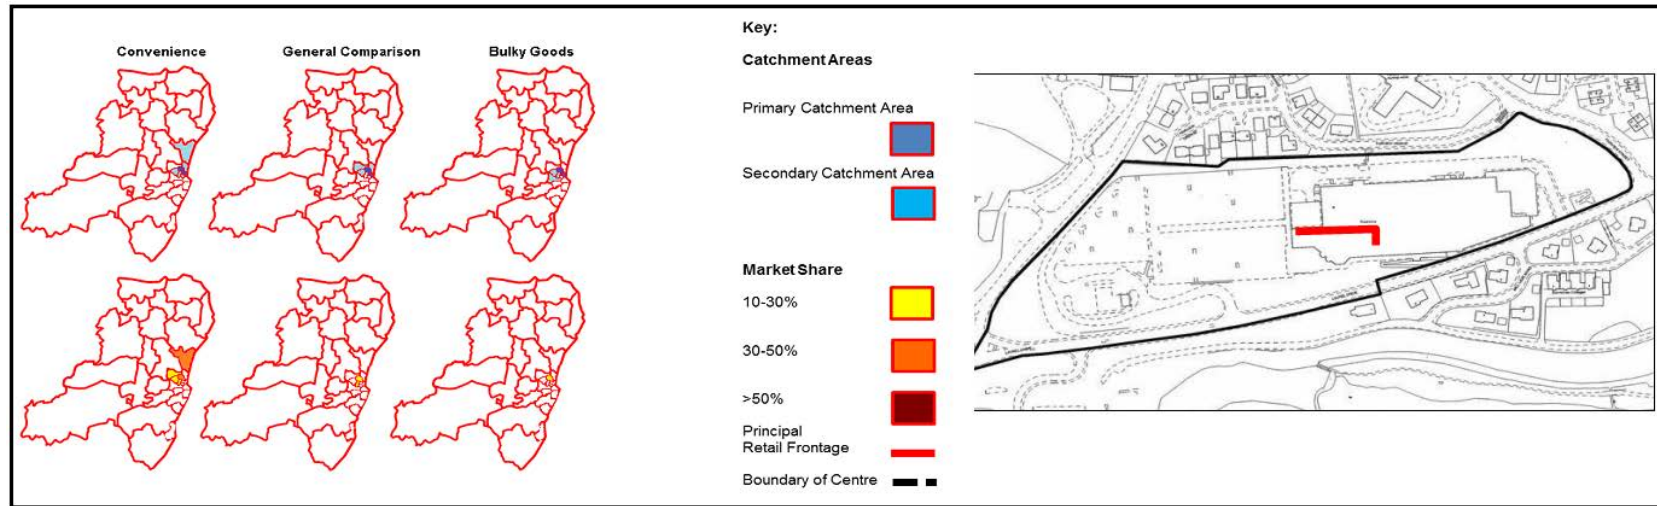 Convenience
General Comparison
Bulky Goods
Key:
Catchment Areas
Primary Catchment Area
Secondary Catchment Area
Market Share
10-30%
30-50%
>50%
Principal
Retail Frontage
Boundary of Centre